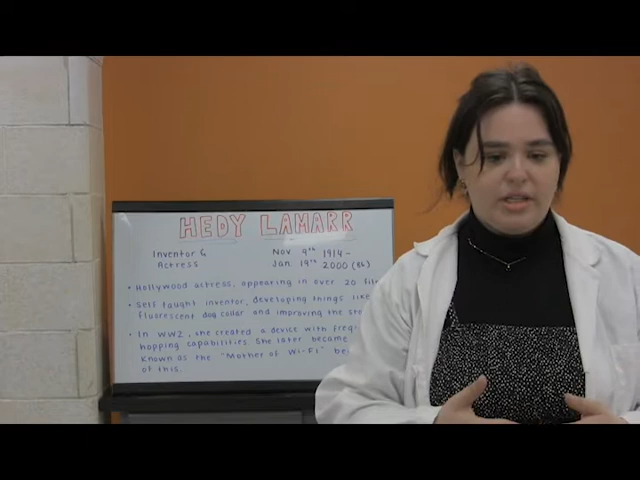 HEDY LAMARR
Inventor &
Actress
Nov 9th 1914 -
Jan 19th 2000 (86)
• Hollywood actress, appearing in over 20
• Self taught inventor, developing things like
fluorescent dog collar and improving the
• In WW2, she created a device with
hopping capabilities she later became
known as the "Mother of Wi-Fi"
of this.